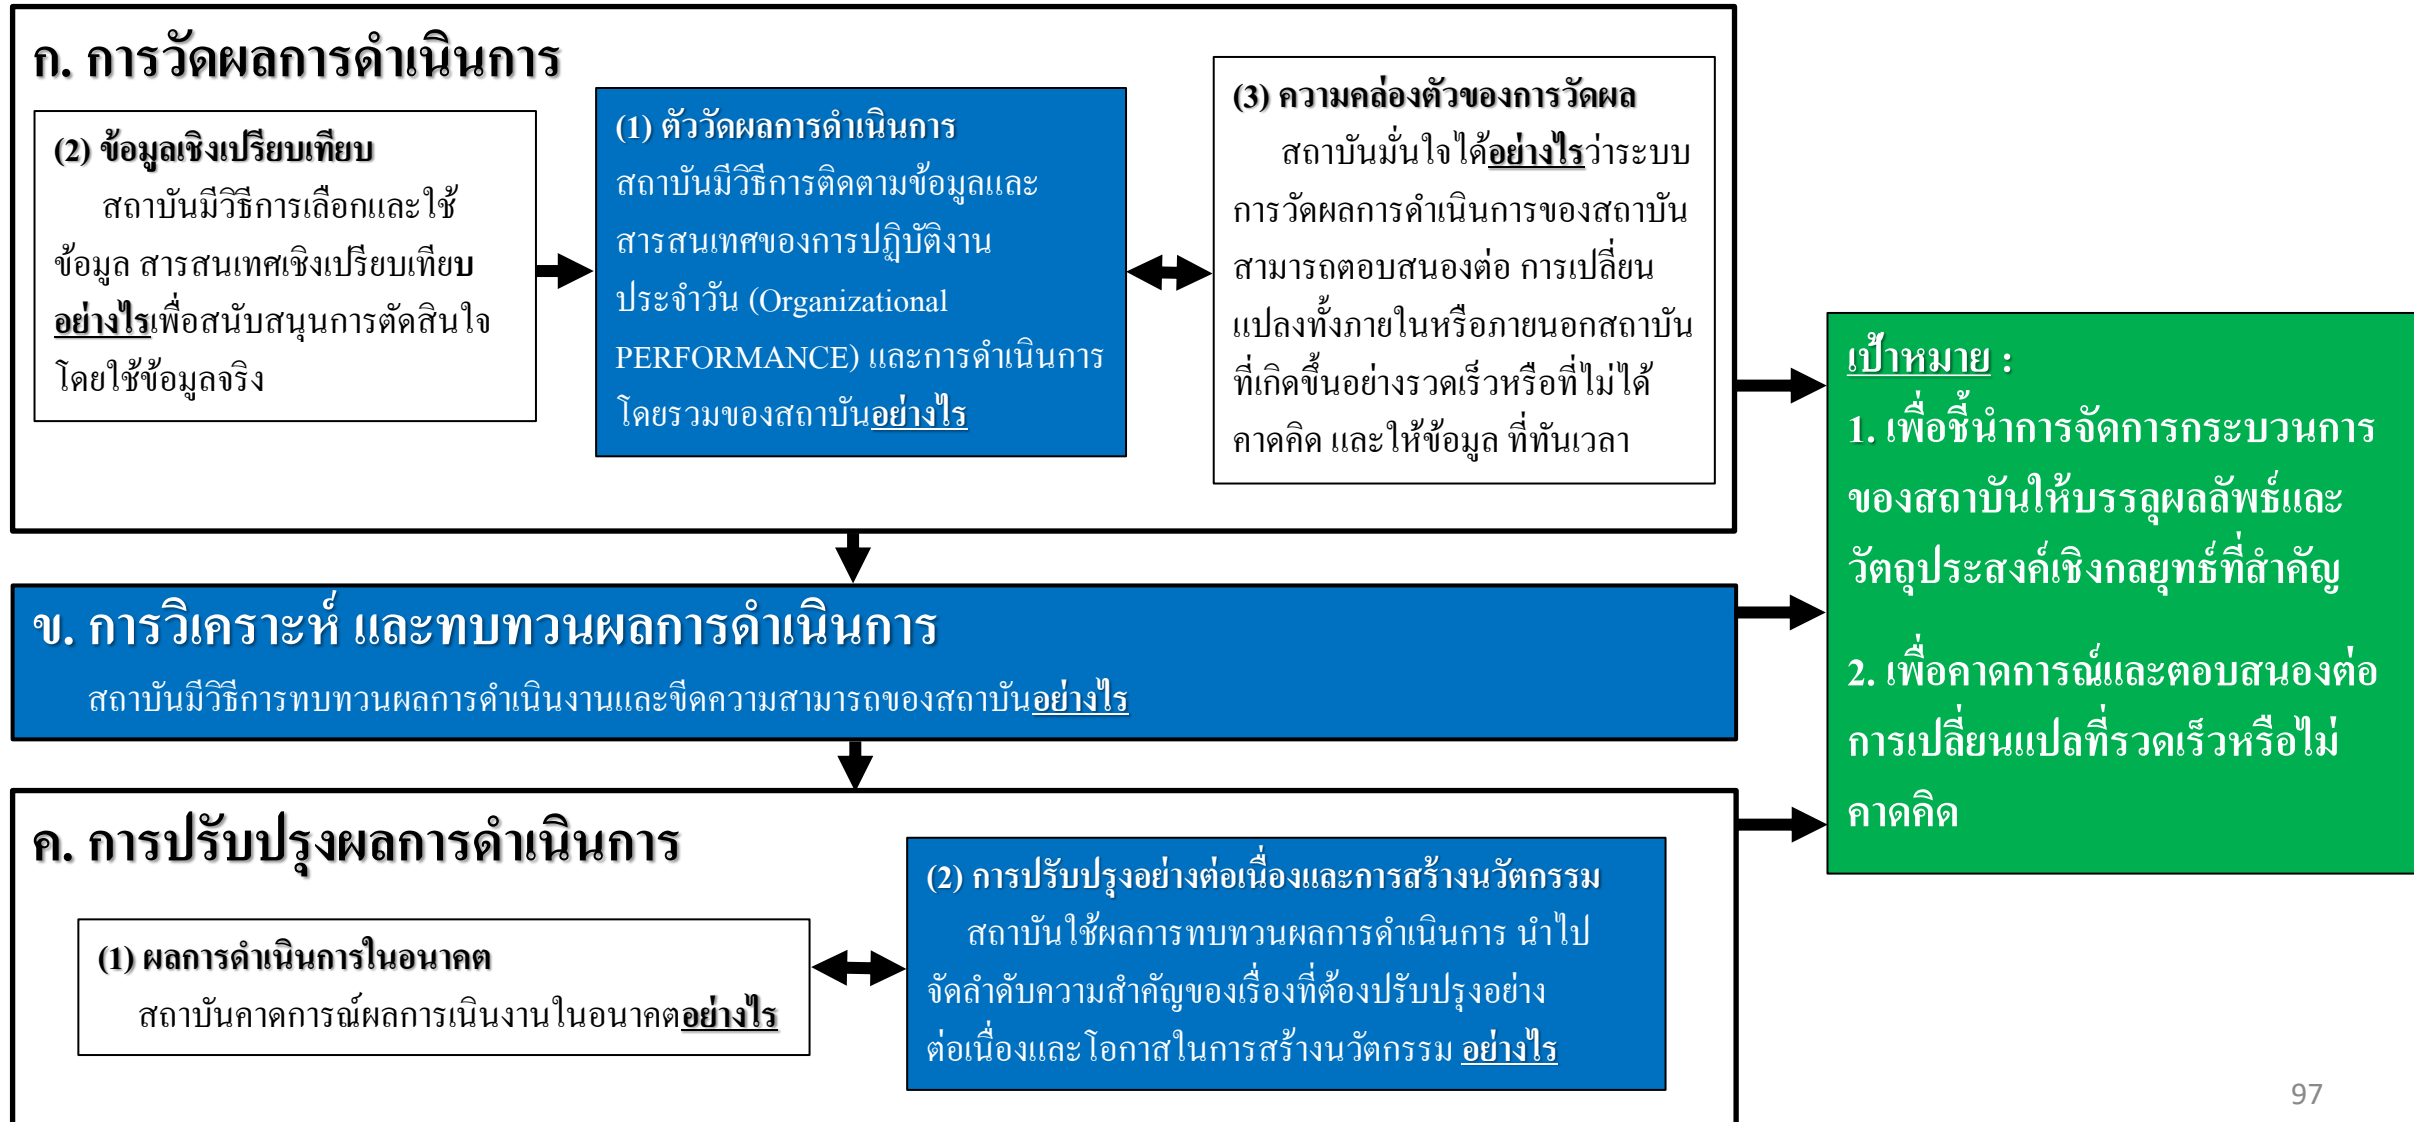 ก. การวัดผลการดำเนินการ
(2) ข้อมูลเชิงเปรียบเทียบ
สถาบันมีวิธีการเลือกและใช้
ข้อมูล สารสนเทศเชิงเปรียบเทียบ
อย่างไรเพื่อสนับสนุนการตัดสินใจ
โดยใช้ข้อมูลจริง
(1) ตัววัดผลการดำเนินการ
สถาบันมีวิธีการติดตามข้อมูลและ
สารสนเทศของการปฏิบัติงาน
ประจำวัน (Organizational
PERFORMANCE) และการดำเนินการ
โดยรวมของสถาบันอย่างไร
(3) ความคล่องตัวของการวัดผล
สถาบันมั่นใจได้อย่างไรว่าระบบ
การวัดผลการดำเนินการของสถาบัน
สามารถตอบสนองต่อ การเปลี่ยน
แปลงทั้งภายในหรือภายนอกสถาบัน
ที่เกิดขึ้นอย่างรวดเร็วหรือที่ไม่ได้
คาดคิด และให้ข้อมูล ที่ทันเวลา
ข. การวิเคราะห์ และทบทวนผลการดำเนินการ
สถาบันมีวิธีการทบทวนผลการดำเนินงานและขีดความสามารถของสถาบันอย่างไร
ค. การปรับปรุงผลการดำเนินการ
(1) ผลการดำเนินการในอนาคต
สถาบันคาดการณ์ผลการเนินงานในอนาคตอย่างไร
(2) การปรับปรุงอย่างต่อเนื่องและการสร้างนวัตกรรม
สถาบันใช้ผลการทบทวนผลการดำเนินการ นำไป
จัดลำดับความสำคัญของเรื่องที่ต้องปรับปรุงอย่าง
ต่อเนื่องและโอกาสในการสร้างนวัตกรรม อย่างไร
เป้าหมาย :
1. เพื่อชี้นำการจัดการกระบวนการ
ของสถาบันให้บรรลุผลลัพธ์และ
วัตถุประสงค์เชิงกลยุทธ์ที่สำคัญ
2. เพื่อคาดการณ์และตอบสนองต่อ
การเปลี่ยนแปลที่รวดเร็วหรือไม่
คาดคิด
97